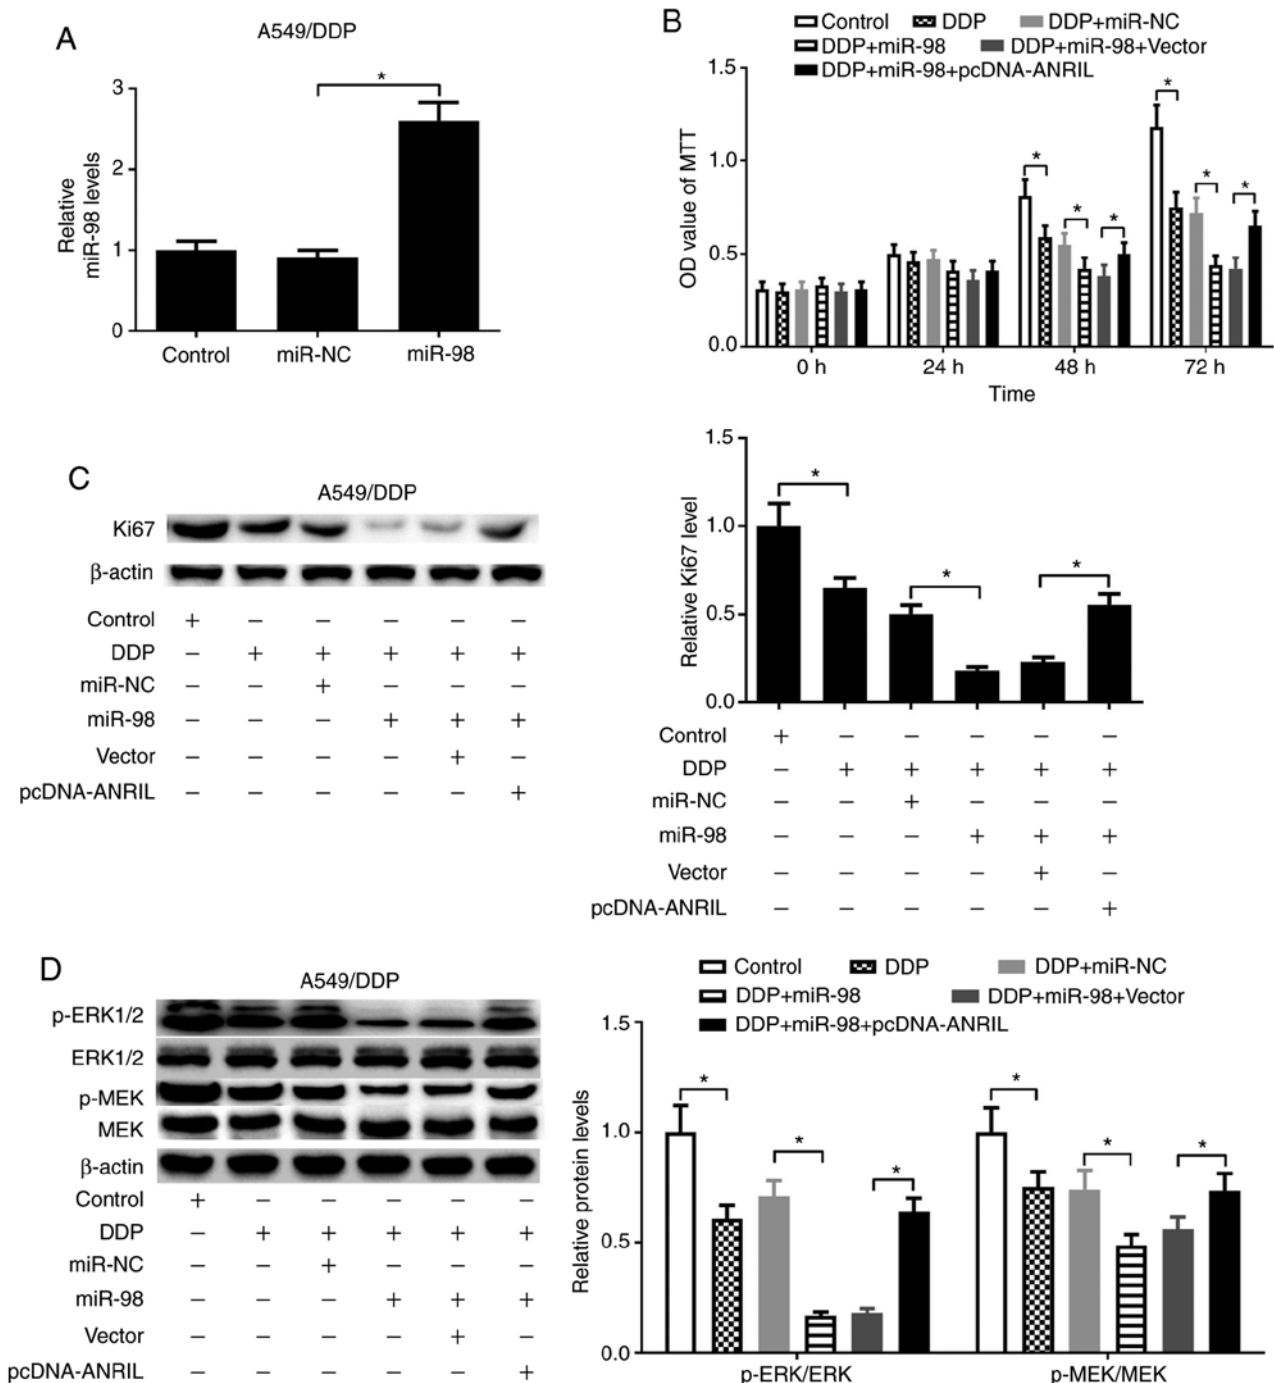 A
A549/DDP
*
3
2
1
0
Relative
miR-98 levels
Control miR-NC miR-98
B
Control DDP DDP+miR-NC
DDP+miR-98 DDP+miR-98+Vector
DDP+miR-98+pcDNA-ANRIL
1.5
1.0
0.5
0.0
OD value of MTT
* * * * * *
0 h 24 h 48 h 72 h
Time
C
A549/DDP
Ki67
β-actin
Control + − − − − −
DDP − + + + + +
miR-NC − − + − − −
miR-98 − − − + + +
Vector − − − − + −
pcDNA-ANRIL − − − − − +
1.5
1.0
0.5
0.0
Relative Ki67 level
* * *
Control + − − − − −
DDP − + + + + +
miR-NC − − + − − −
miR-98 − − − + + +
Vector − − − − + −
pcDNA-ANRIL − − − − − +
D
A549/DDP
p-ERK1/2
ERK1/2
p-MEK
MEK
β-actin
Control + − − − − −
DDP − + + + + +
miR-NC − − + − − −
miR-98 − − − + + +
Vector − − − − + −
pcDNA-ANRIL − − − − − +
Control DDP DDP+miR-NC
DDP+miR-98 DDP+miR-98+Vector
DDP+miR-98+pcDNA-ANRIL
1.5
1.0
0.5
0.0
Relative protein levels
* * * * * *
p-ERK/ERK p-MEK/MEK